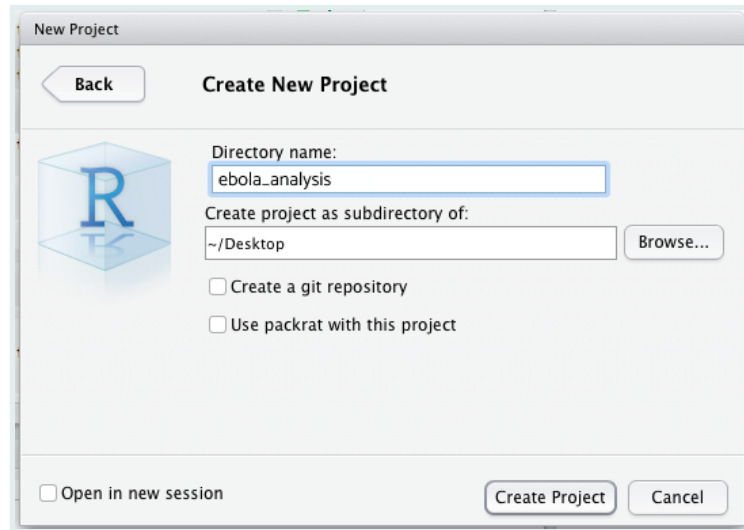 New Project
Back
Create New Project
R
Directory name:
ebola_analysis
Create project as subdirectory of:
~/Desktop
Browse...
Create a git repository
Use packrat with this project
Open in new session
Create Project
Cancel